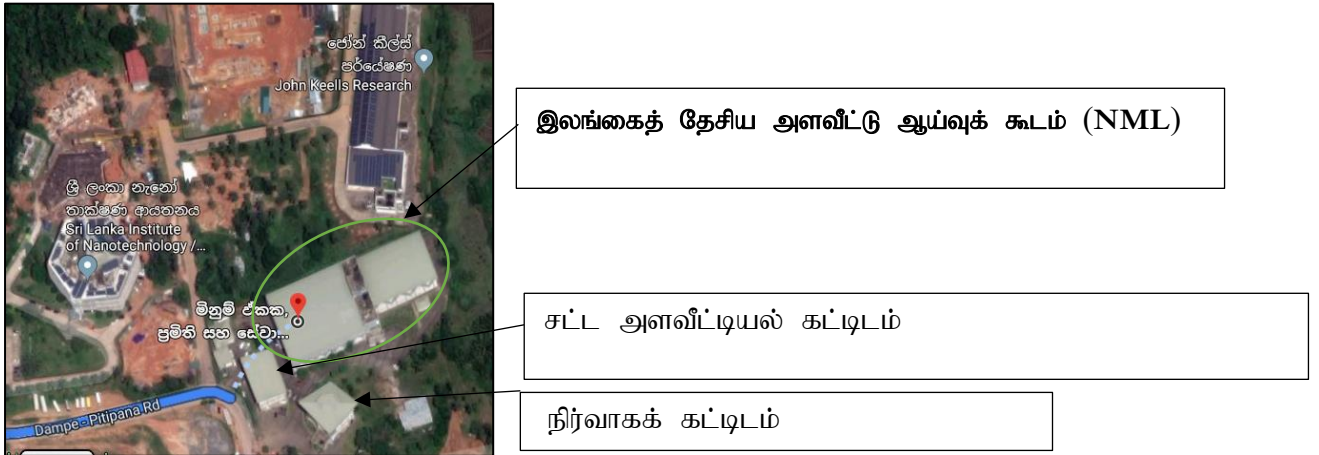 ජෝන් කීල්ස්
පර්යේෂණ
John Keells Research
ශ්‍රී ලංකා නැනෝ
තාක්ෂණ ආයතනය
Sri Lanka Institute
of Nanotechnology /...
මිනුම් ඒකක,
ප්‍රමිති සහ සේවා...
Dampe - Pitipana Rd
இலங்கைத் தேசிய அளவீட்டு ஆய்வுக் கூடம் (NML)
சட்ட அளவீட்டியல் கட்டிடம்
நிர்வாகக் கட்டிடம்